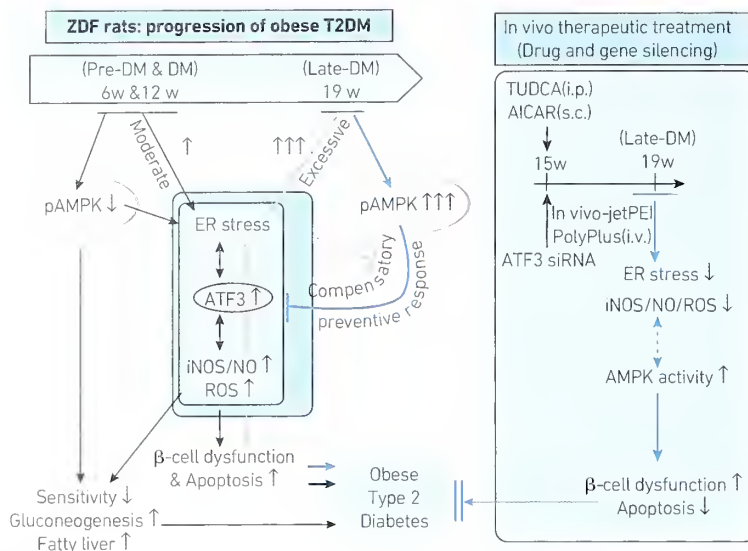 ZDF rats: progression of obese T2DM
(Pre-DM & DM)
6w &12 w
(Late-DM)
19 w
Moderate
↑
↑↑↑
Excessive
pAMPK ↓
pAMPK ↑↑↑
ER stress
ATF3 ↑
iNOS/NO ↑
ROS ↑
Compensatory
preventive response
β-cell dysfunction
& Apoptosis ↑
Sensitivity ↓
Gluconeogenesis ↑
Fatty liver ↑
Obese
Type 2
Diabetes
In vivo therapeutic treatment
(Drug and gene silencing)
TUDCA(i.p.)
AICAR(s.c.)
(Late-DM)
15w
19w
In vivo-jetPEI
PolyPlus(i.v.)
ATF3 siRNA
ER stress ↓
iNOS/NO/ROS ↓
AMPK activity ↑
β-cell dysfunction ↑
Apoptosis ↓